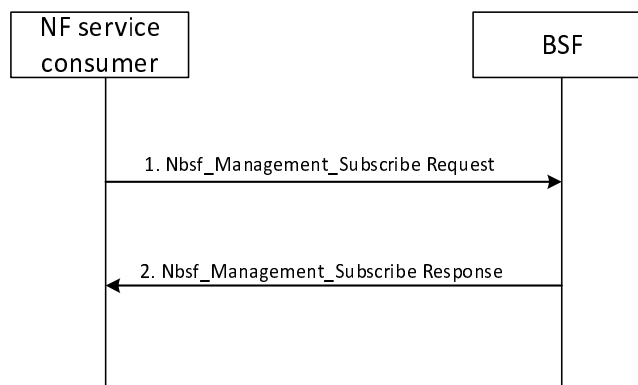 NF service
consumer
BSF
1. Nbsf_Management_Subscribe Request
2. Nbsf_Management_Subscribe Response